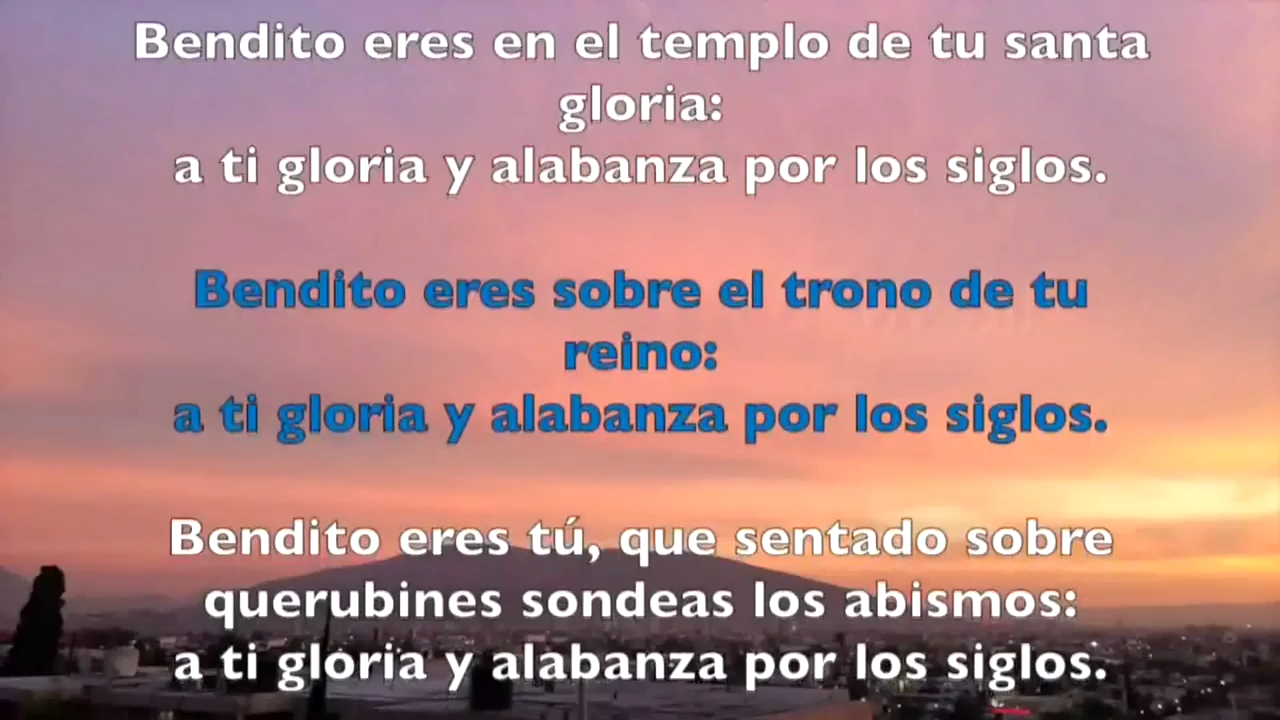 Bendito eres en el templo de tu santa
gloria:
a ti gloria y alabanza por los siglos.
Bendito eres sobre el trono de tu
reino:
a ti gloria y alabanza por los siglos.
Bendito eres tú, que sentado sobre
querubines sondeas los abismos:
a ti gloria y alabanza por los siglos.